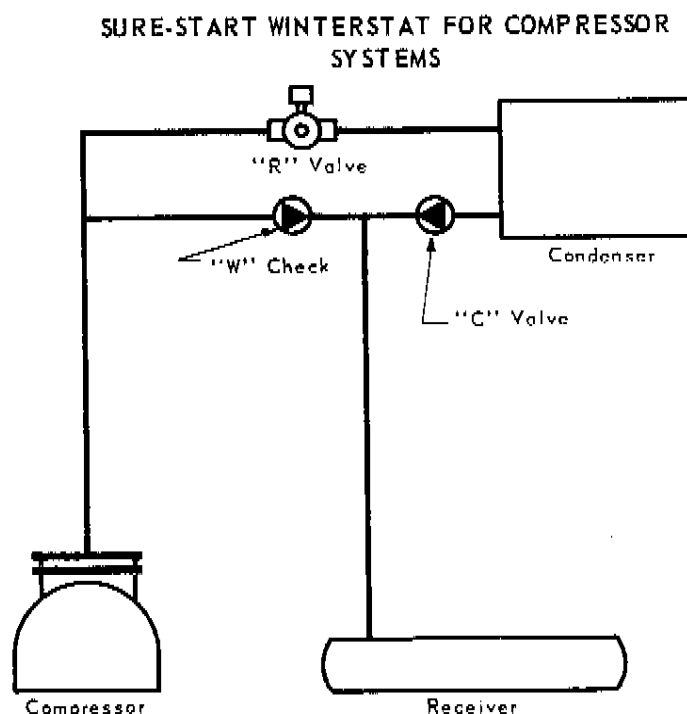 SURE-START WINTERSTAT FOR COMPRESSOR
SYSTEMS
"R" Valve
"W" Check
Condenser
"C" Valve
Compressor
Receiver